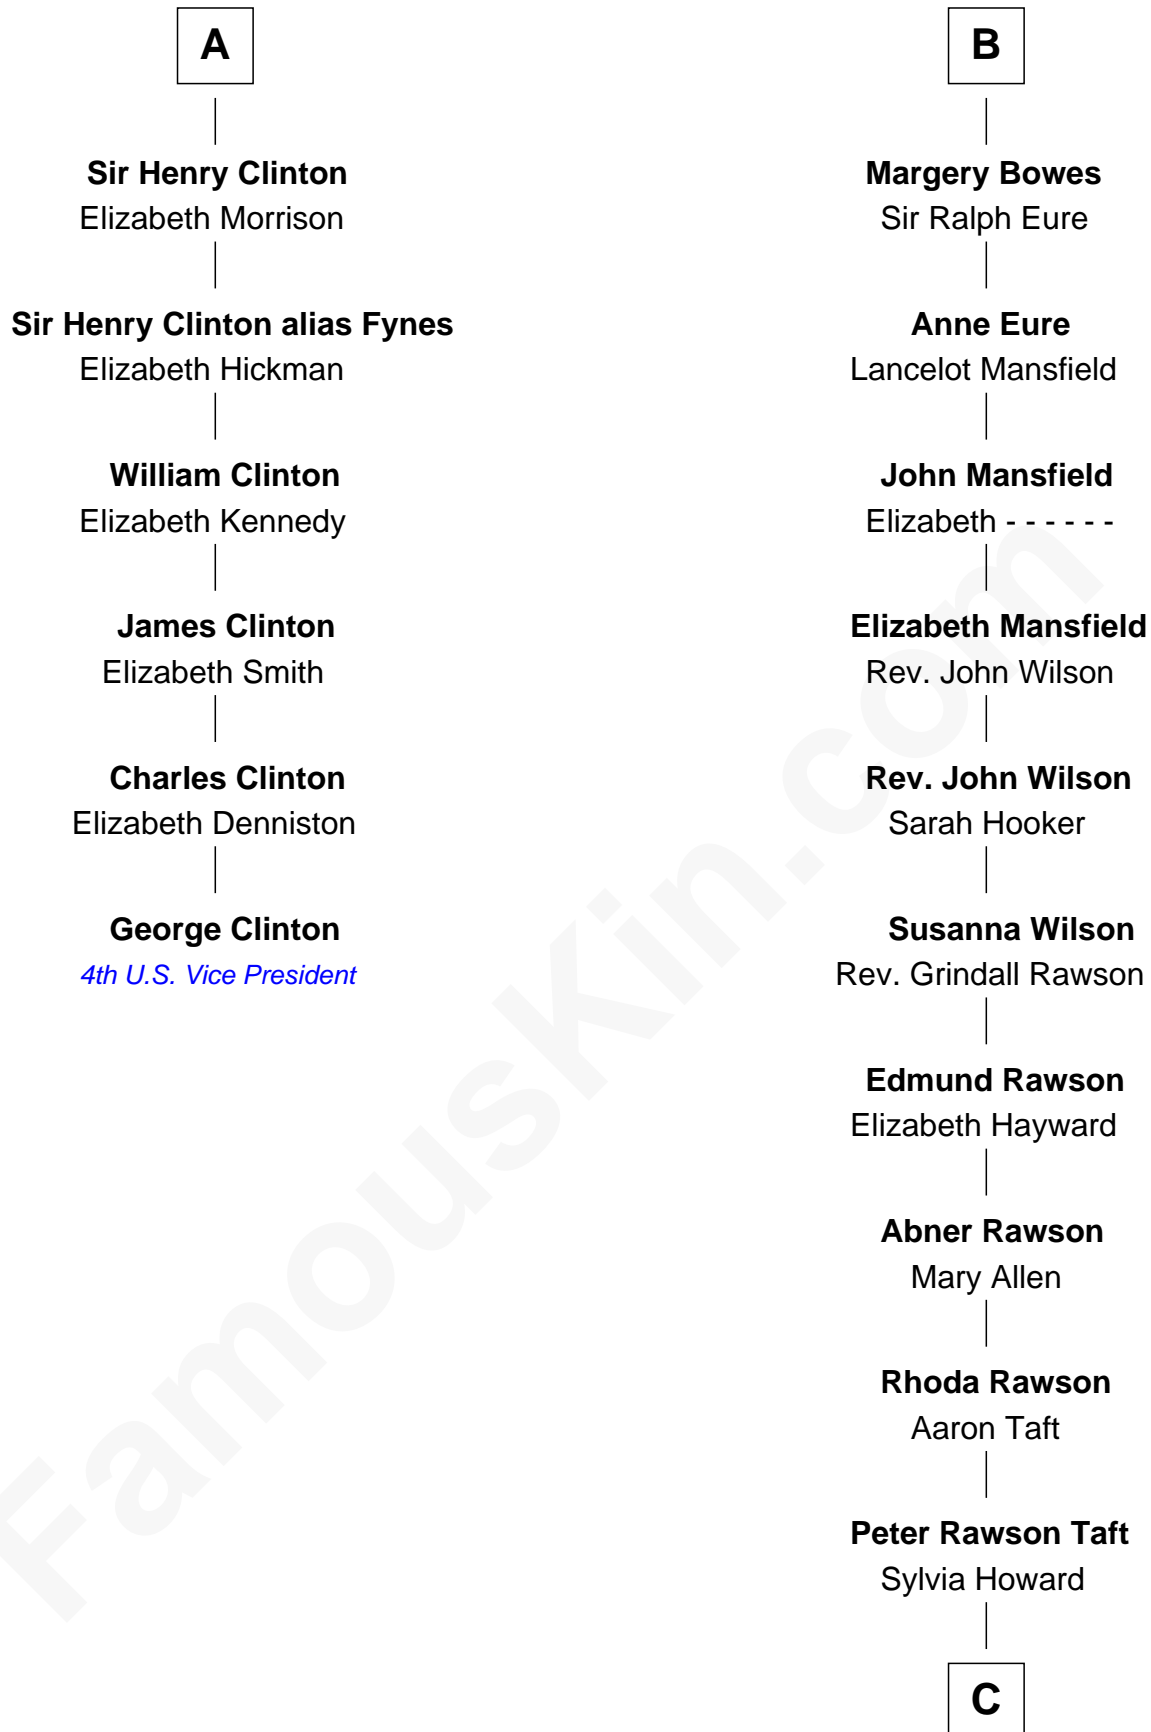 A
Sir Henry Clinton
Elizabeth Morrison
Sir Henry Clinton alias Fynes
Elizabeth Hickman
William Clinton
Elizabeth Kennedy
James Clinton
Elizabeth Smith
Charles Clinton
Elizabeth Denniston
George Clinton
4th U.S. Vice President
B
Margery Bowes
Sir Ralph Eure
Anne Eure
Lancelot Mansfield
John Mansfield
Elizabeth - - - - - -
Elizabeth Mansfield
Rev. John Wilson
Rev. John Wilson
Sarah Hooker
Susanna Wilson
Rev. Grindall Rawson
Edmund Rawson
Elizabeth Hayward
Abner Rawson
Mary Allen
Rhoda Rawson
Aaron Taft
Peter Rawson Taft
Sylvia Howard
C
FamousKin.com